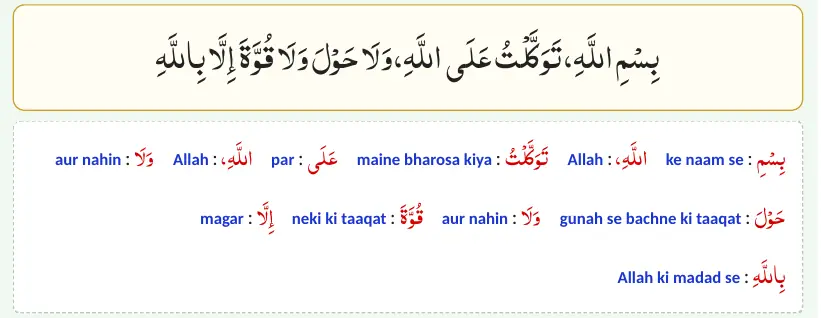 بِسْمِ اللَّهِ، تَوَكَّلْتُ عَلَى اللَّهِ، وَلَا حَوْلَ وَلَا قُوَّةَ إِلَّا بِاللَّهِ
بِسْمِ : ke naam se اللَّهِ، : Allah تَوَكَّلْتُ : maine bharosa kiya عَلَى : par اللَّهِ، : Allah وَلَا : aur nahin
حَوْلَ : gunah se bachne ki taaqat وَلَا : aur nahin قُوَّةَ : neki ki taaqat إِلَّا : magar
بِاللَّهِ : Allah ki madad se